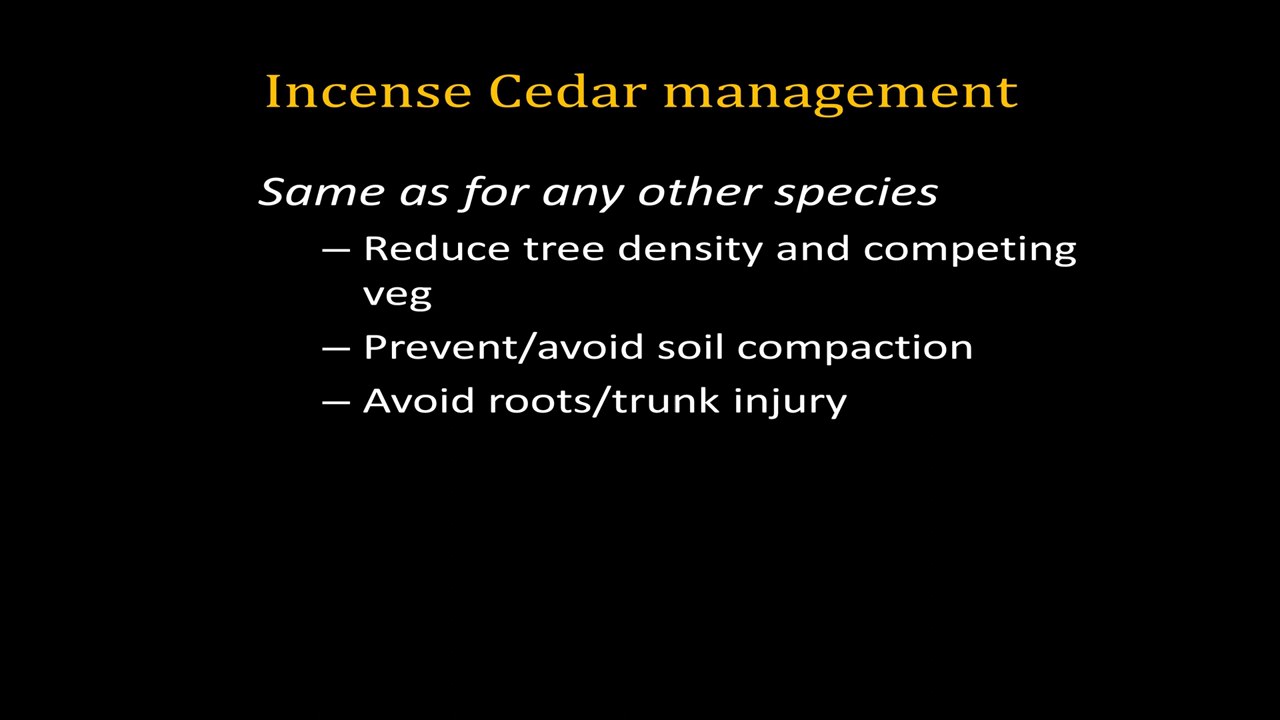 Incense Cedar management
Same as for any other species
– Reduce tree density and competing
veg
– Prevent/avoid soil compaction
– Avoid roots/trunk injury